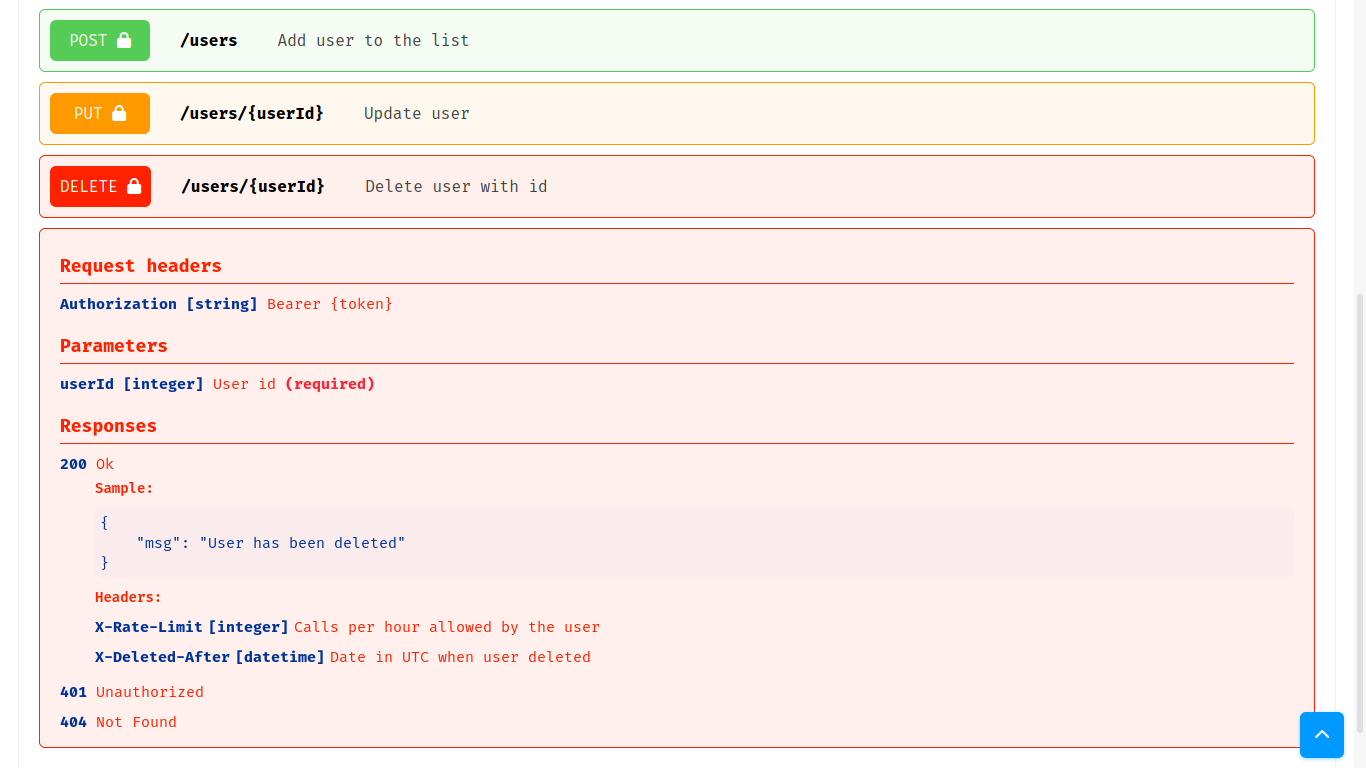 POST /users Add user to the list
PUT /users/{userId} Update user
DELETE /users/{userId} Delete user with id
Request headers
Authorization [string] Bearer {token}
Parameters
userId [integer] User id (required)
Responses
200 Ok
Sample:
{
    "msg": "User has been deleted"
}
Headers:
X-Rate-Limit [integer] Calls per hour allowed by the user
X-Deleted-After [datetime] Date in UTC when user deleted
401 Unauthorized
404 Not Found